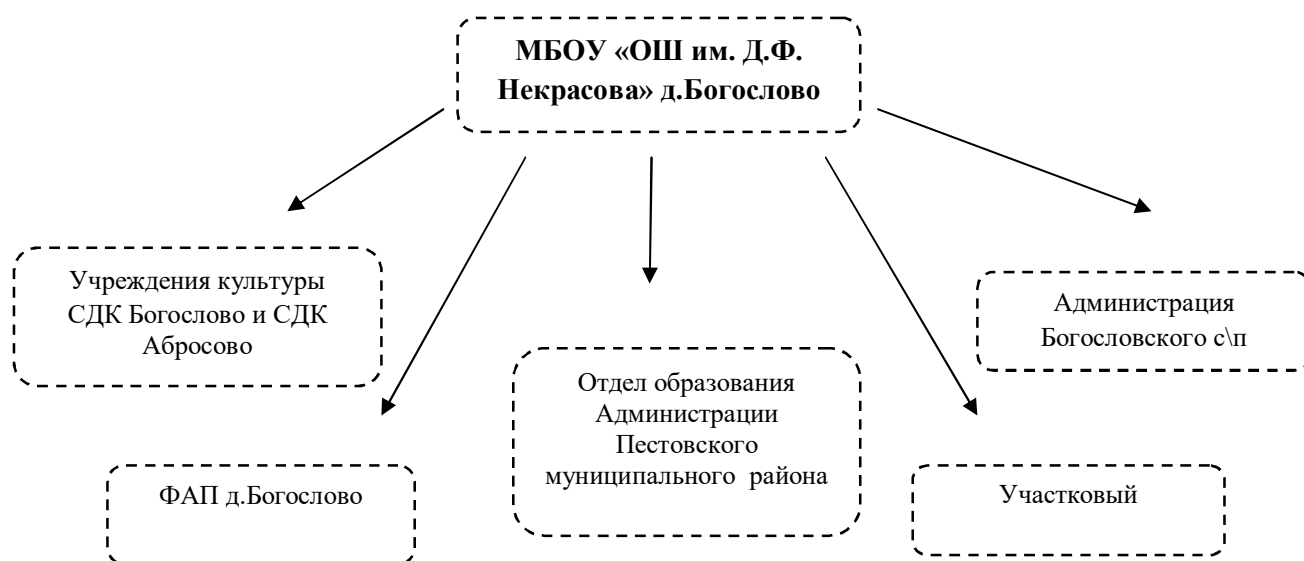 МБОУ «ОШ им. Д.Ф.
Некрасова» д.Богослово
Учреждения культуры
СДК Богослово и СДК
Абросово
Администрация
Богословского с\п
Отдел образования
Администрации
Пестовского
муниципального района
ФАП д.Богослово
Участковый